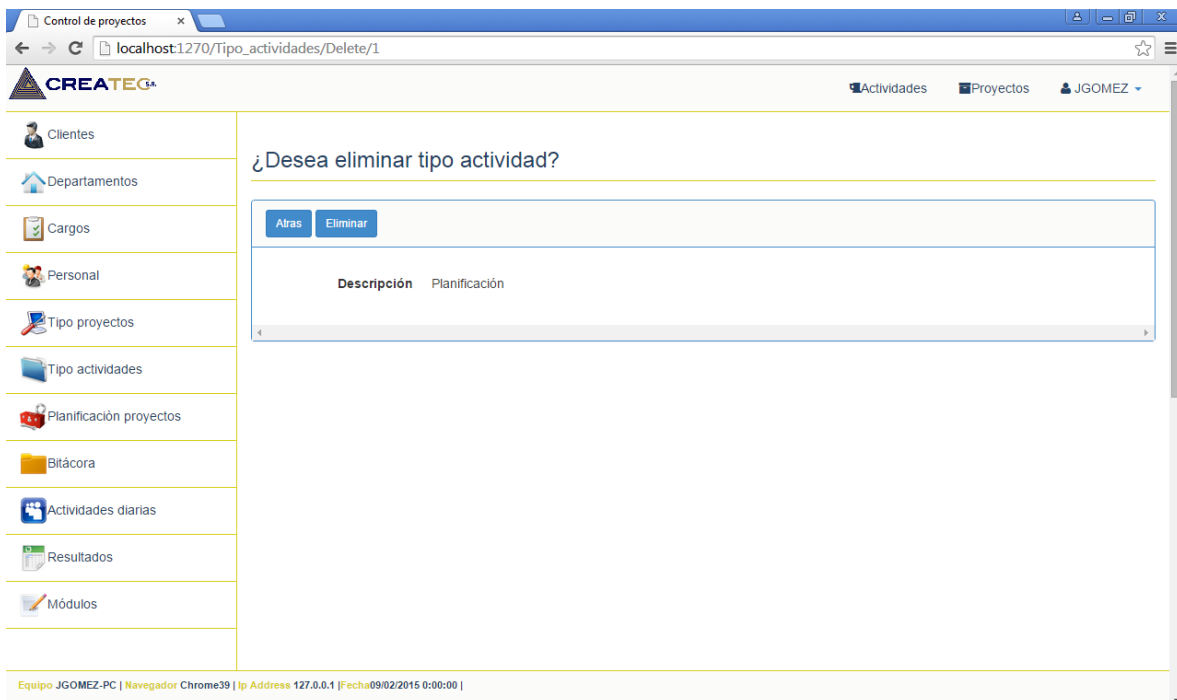 Control de proyectos
localhost:1270/Tipo_actividades/Delete/1
CREATEC S.A.
Actividades
Proyectos
JGOMEZ
Clientes
Departamentos
Cargos
Personal
Tipo proyectos
Tipo actividades
Planificaciòn proyectos
Bitácora
Actividades diarias
Resultados
Módulos
¿Desea eliminar tipo actividad?
Atras Eliminar
Descripción Planificación
Equipo JGOMEZ-PC | Navegador Chrome39 | Ip Address 127.0.0.1 |Fecha09/02/2015 0:00:00 |